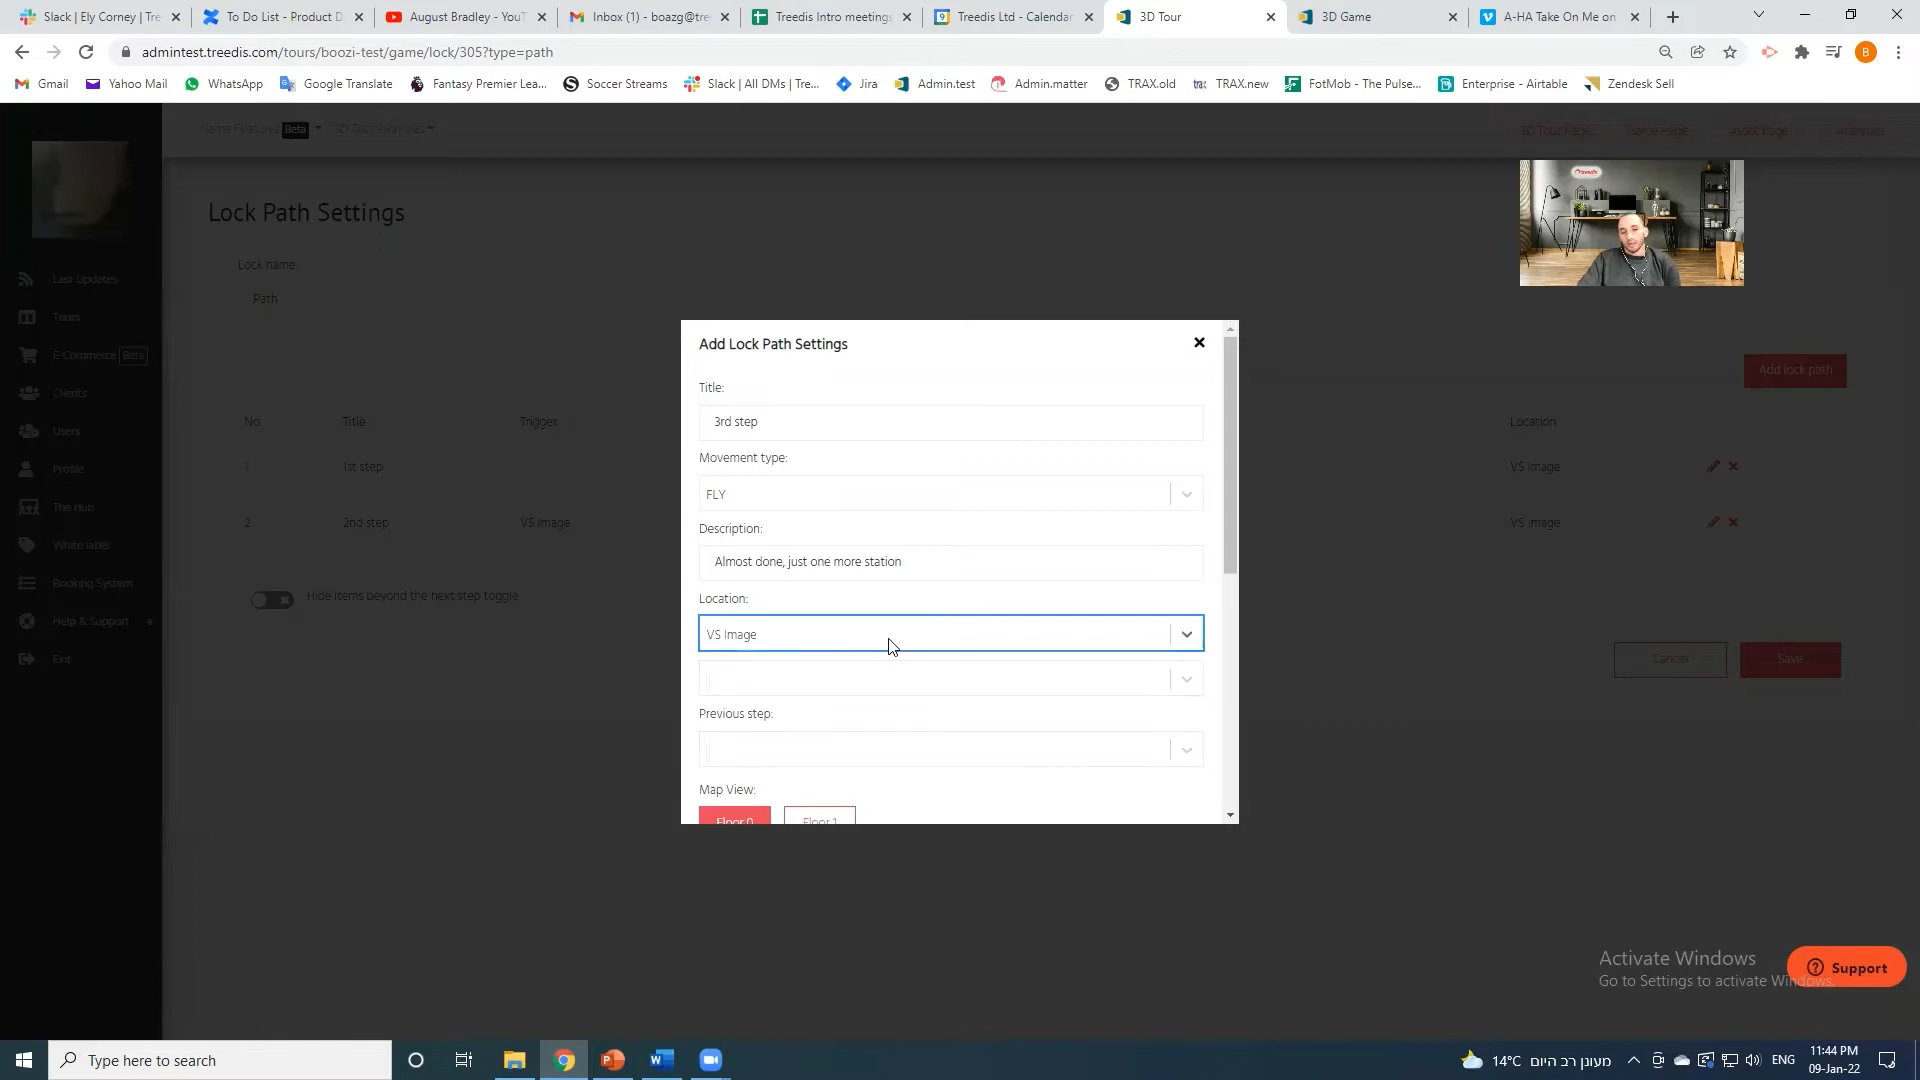 Slack | Ely Corney | Tre
To Do List - Product D
August Bradley - YouT
Inbox (1) - boazg@tre
Treedis Intro meetings
Treedis Ltd - Calendar
3D Tour
3D Game
A-HA Take On Me on
admintest.treedis.com/tours/boozi-test/game/lock/305?type=path
B
Gmail
Yahoo Mail
WhatsApp
Google Translate
Fantasy Premier Lea...
Soccer Streams
Slack | All DMs | Tre...
Jira
Admin.test
Admin.matter
TRAX.old
TRAX.new
FotMob - The Pulse...
Enterprise - Airtable
Zendesk Sell
Game Features Beta
3D Tour Features
3D Tour Page
Game Page
Asset Page
Analytics
treedis
Lock Path Settings
Lock name:
Path
Last Updates
Tours
E-Commerce Beta
Clients
Users
Profile
The Hub
White label
Booking System
Help & Support +
Exit
Add lock path
No
Title
Trigger
Location
1
1st step
VS Image
2
2nd step
VS Image
VS Image
Hide items beyond the next step toggle
Cancel
Save
Add Lock Path Settings
Title:
3rd step
Movement type:
FLY
Description:
Almost done, just one more station
Location:
VS Image
Previous step:
Map View:
Floor 0
Floor 1
Activate Windows
Go to Settings to activate Windows.
Support
Type here to search
14°C מעונן רב היום
ENG
11:44 PM
09-Jan-22